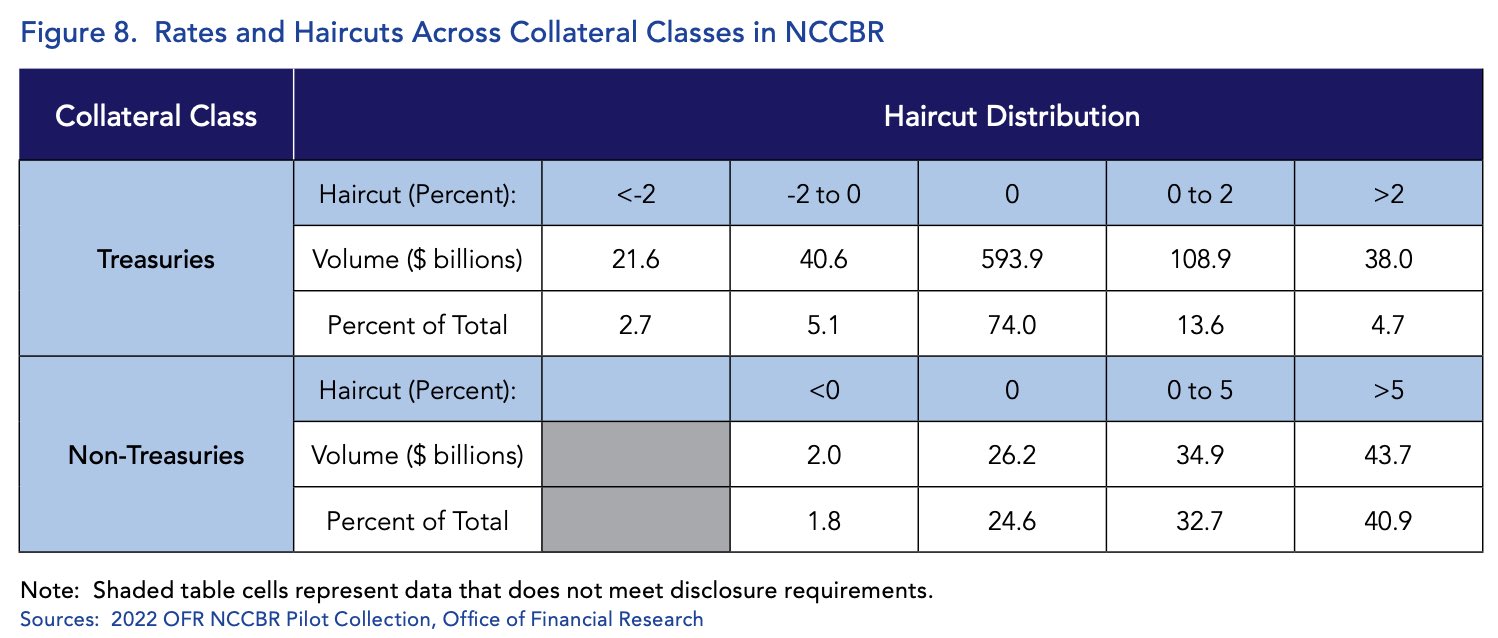 Figure 8. Rates and Haircuts Across Collateral Classes in NCCBR
Collateral Class Haircut Distribution
Haircut (Percent): <-2 -2 to 0 0 0 to 2 >2
Treasuries Volume ($ billions) 21.6 40.6 593.9 108.9 38.0
Percent of Total 2.7 5.1 74.0 13.6 4.7
Haircut (Percent): <0 0 0 to 5 >5
Non-Treasuries Volume ($ billions) 2.0 26.2 34.9 43.7
Percent of Total 1.8 24.6 32.7 40.9
Note: Shaded table cells represent data that does not meet disclosure requirements.
Sources: 2022 OFR NCCBR Pilot Collection, Office of Financial Research